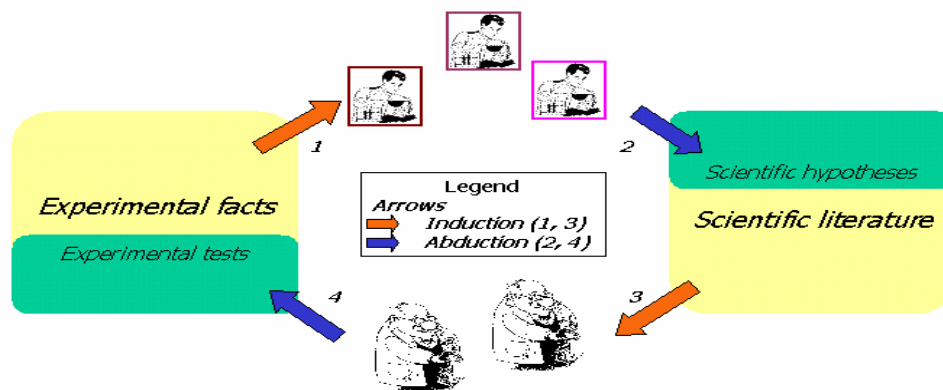 1
2
Scientific hypotheses
Legend
Arrows
Induction (1, 3)
Abduction (2, 4)
Experimental facts
Scientific literature
Experimental tests
4
3